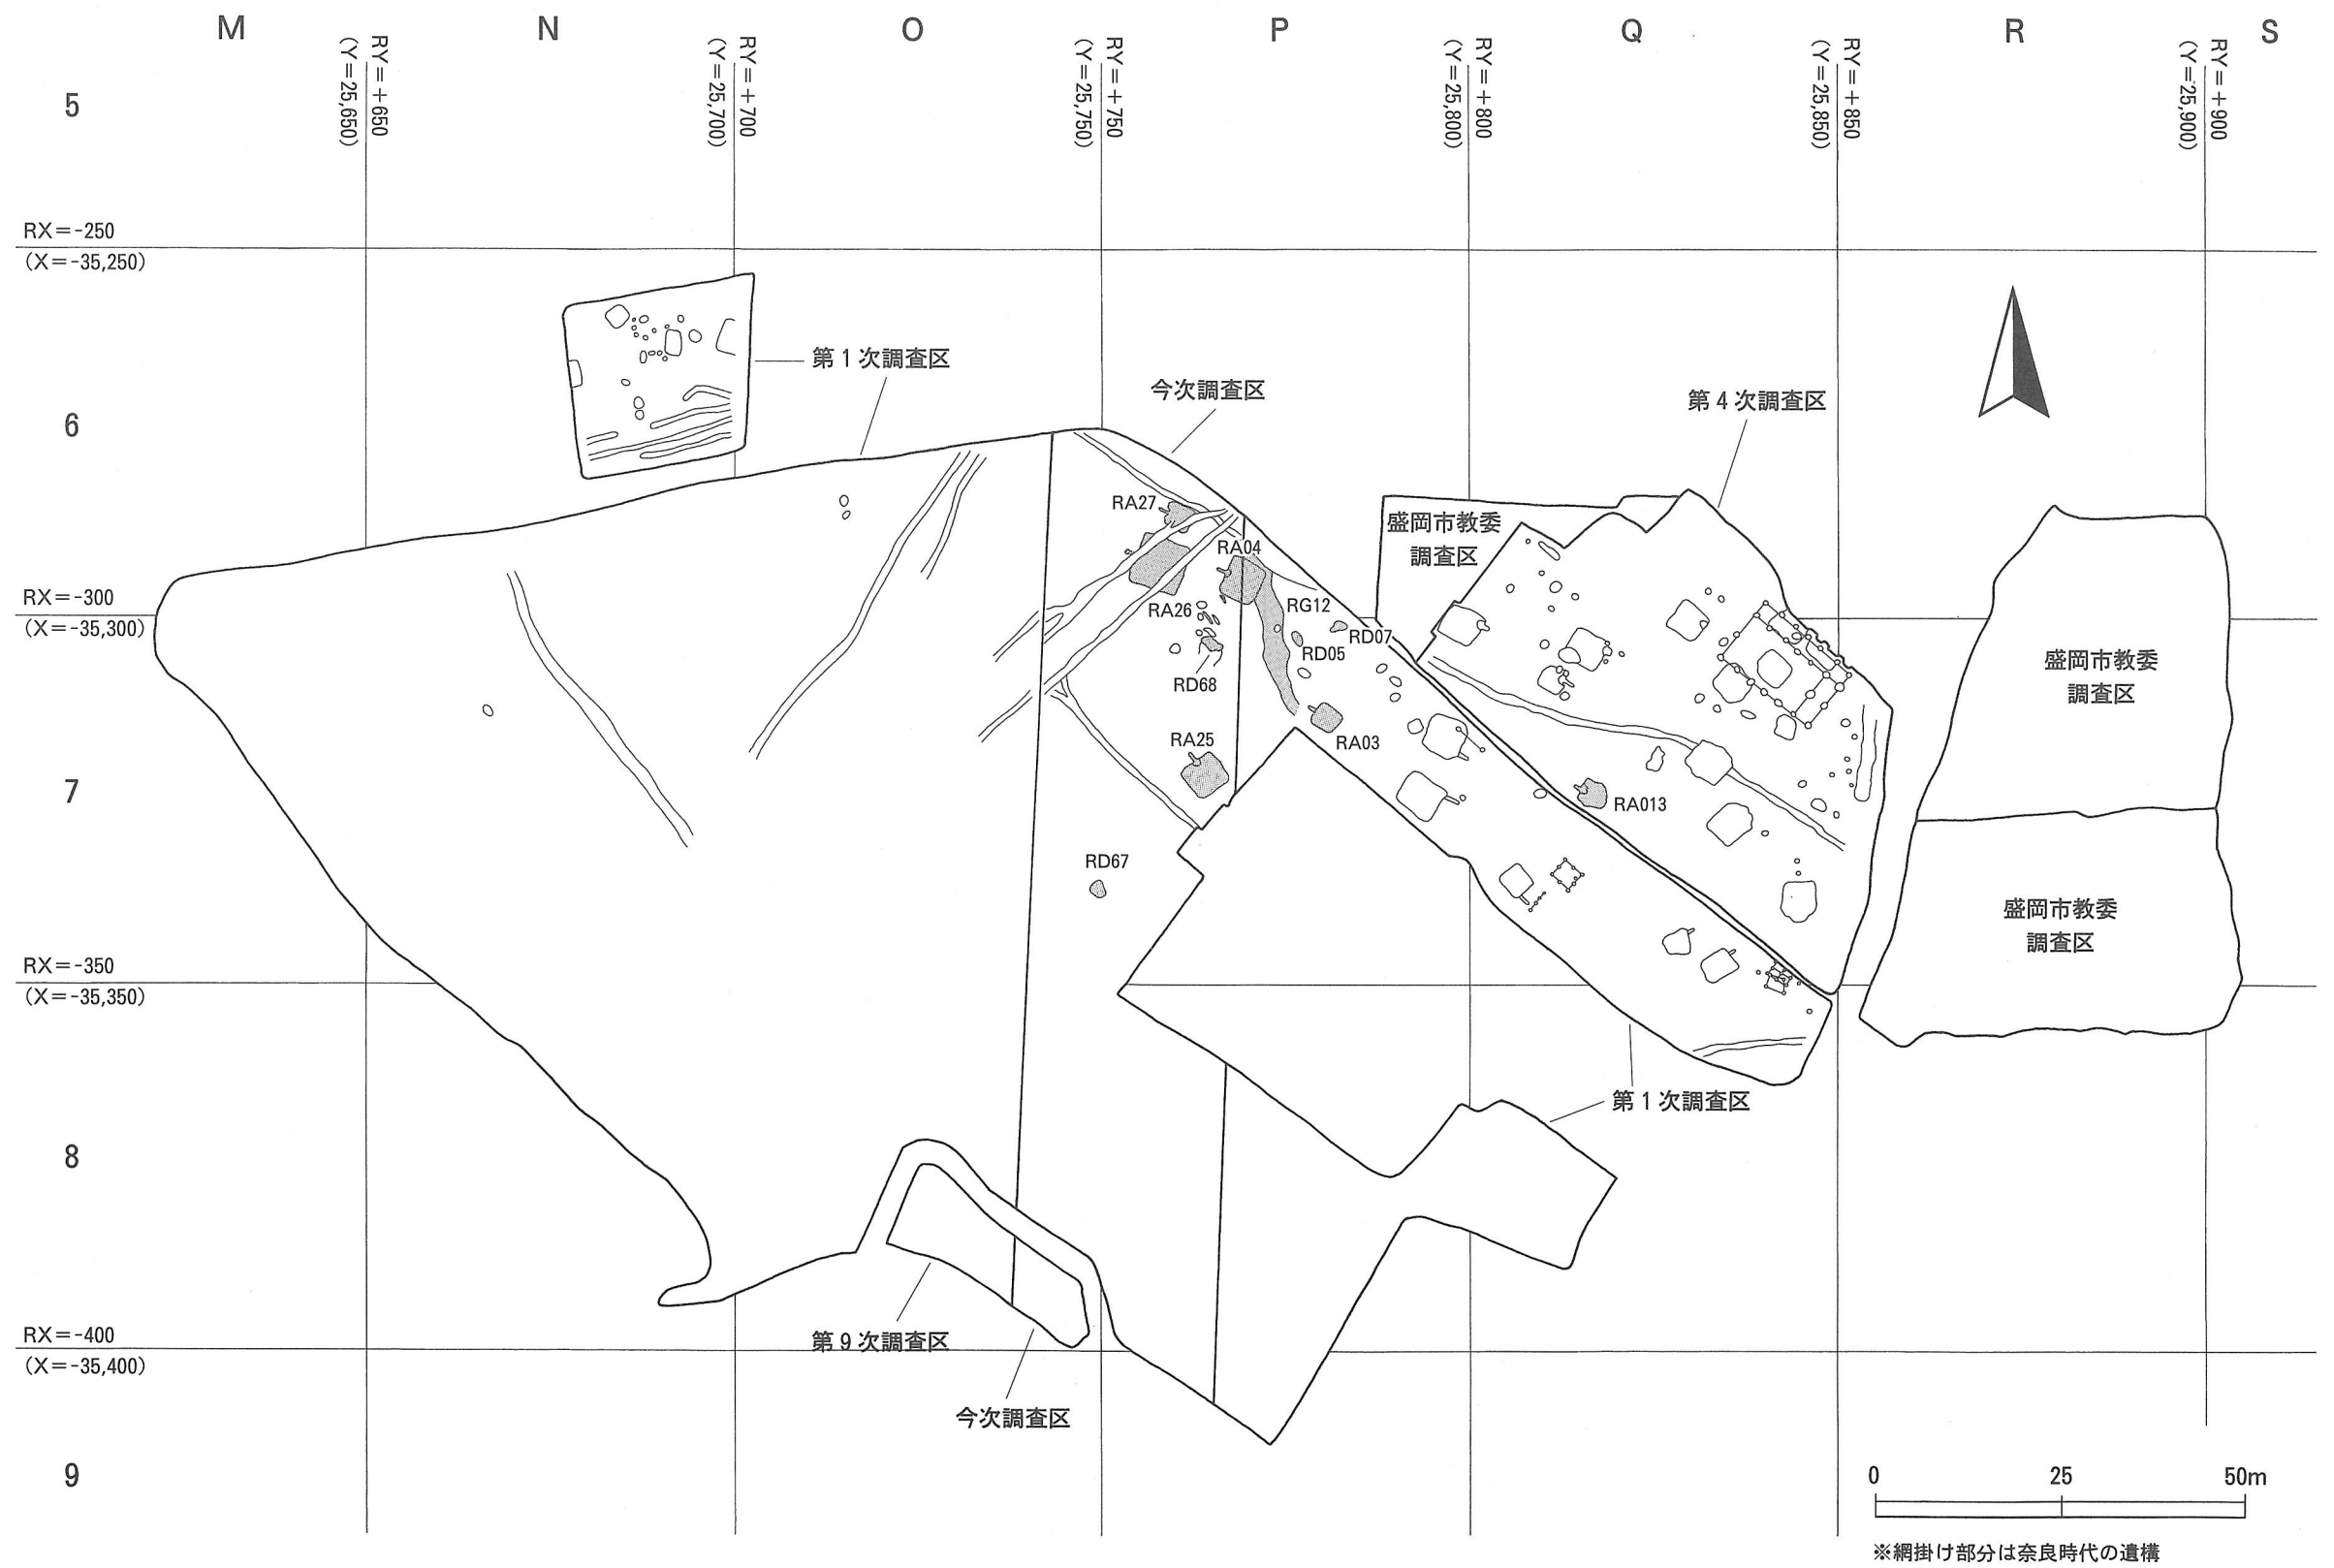 M N O P Q R S
RY=+650
(Y=25,650)
RY=+700
(Y=25,700)
RY=+750
(Y=25,750)
RY=+800
(Y=25,800)
RY=+850
(Y=25,850)
RY=+900
(Y=25,900)
5
RX=-250
(X=-35,250)
第1次調査区
今次調査区
第4次調査区
6
RA27
盛岡市教委
調査区
RA04
RX=-300
(X=-35,300)
RA26
RG12
RD07
RD05
RD68
盛岡市教委
調査区
RA25
RA03
7
RA013
RD67
盛岡市教委
調査区
RX=-350
(X=-35,350)
第1次調査区
8
RX=-400
(X=-35,400)
第9次調査区
今次調査区
9
0 25 50m
※網掛け部分は奈良時代の遺構